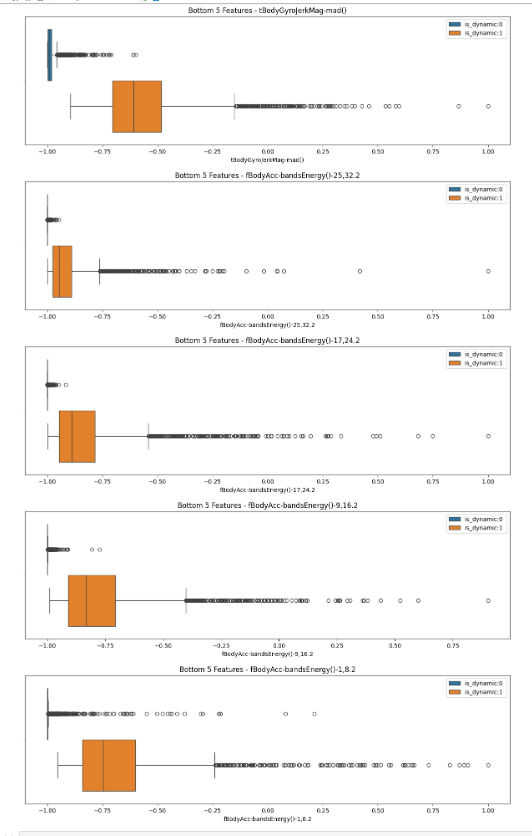 Bottom 5 Features - tBodyGyroJerkMag-mad()
is_dynamic:0
is_dynamic:1
−1.00 −0.75 −0.50 −0.25 0.00 0.25 0.50 0.75 1.00
tBodyGyroJerkMag-mad()
Bottom 5 Features - fBodyAcc-bandsEnergy()-25,32.2
is_dynamic:0
is_dynamic:1
−1.00 −0.75 −0.50 −0.25 0.00 0.25 0.50 0.75 1.00
fBodyAcc-bandsEnergy()-25,32.2
Bottom 5 Features - fBodyAcc-bandsEnergy()-17,24.2
is_dynamic:0
is_dynamic:1
−1.00 −0.75 −0.50 −0.25 0.00 0.25 0.50 0.75 1.00
fBodyAcc-bandsEnergy()-17,24.2
Bottom 5 Features - fBodyAcc-bandsEnergy()-9,16.2
is_dynamic:0
is_dynamic:1
−1.00 −0.75 −0.50 −0.25 0.00 0.25 0.50 0.75
fBodyAcc-bandsEnergy()-9,16.2
Bottom 5 Features - fBodyAcc-bandsEnergy()-1,8.2
is_dynamic:0
is_dynamic:1
−1.00 −0.75 −0.50 −0.25 0.00 0.25 0.50 0.75 1.00
fBodyAcc-bandsEnergy()-1,8.2